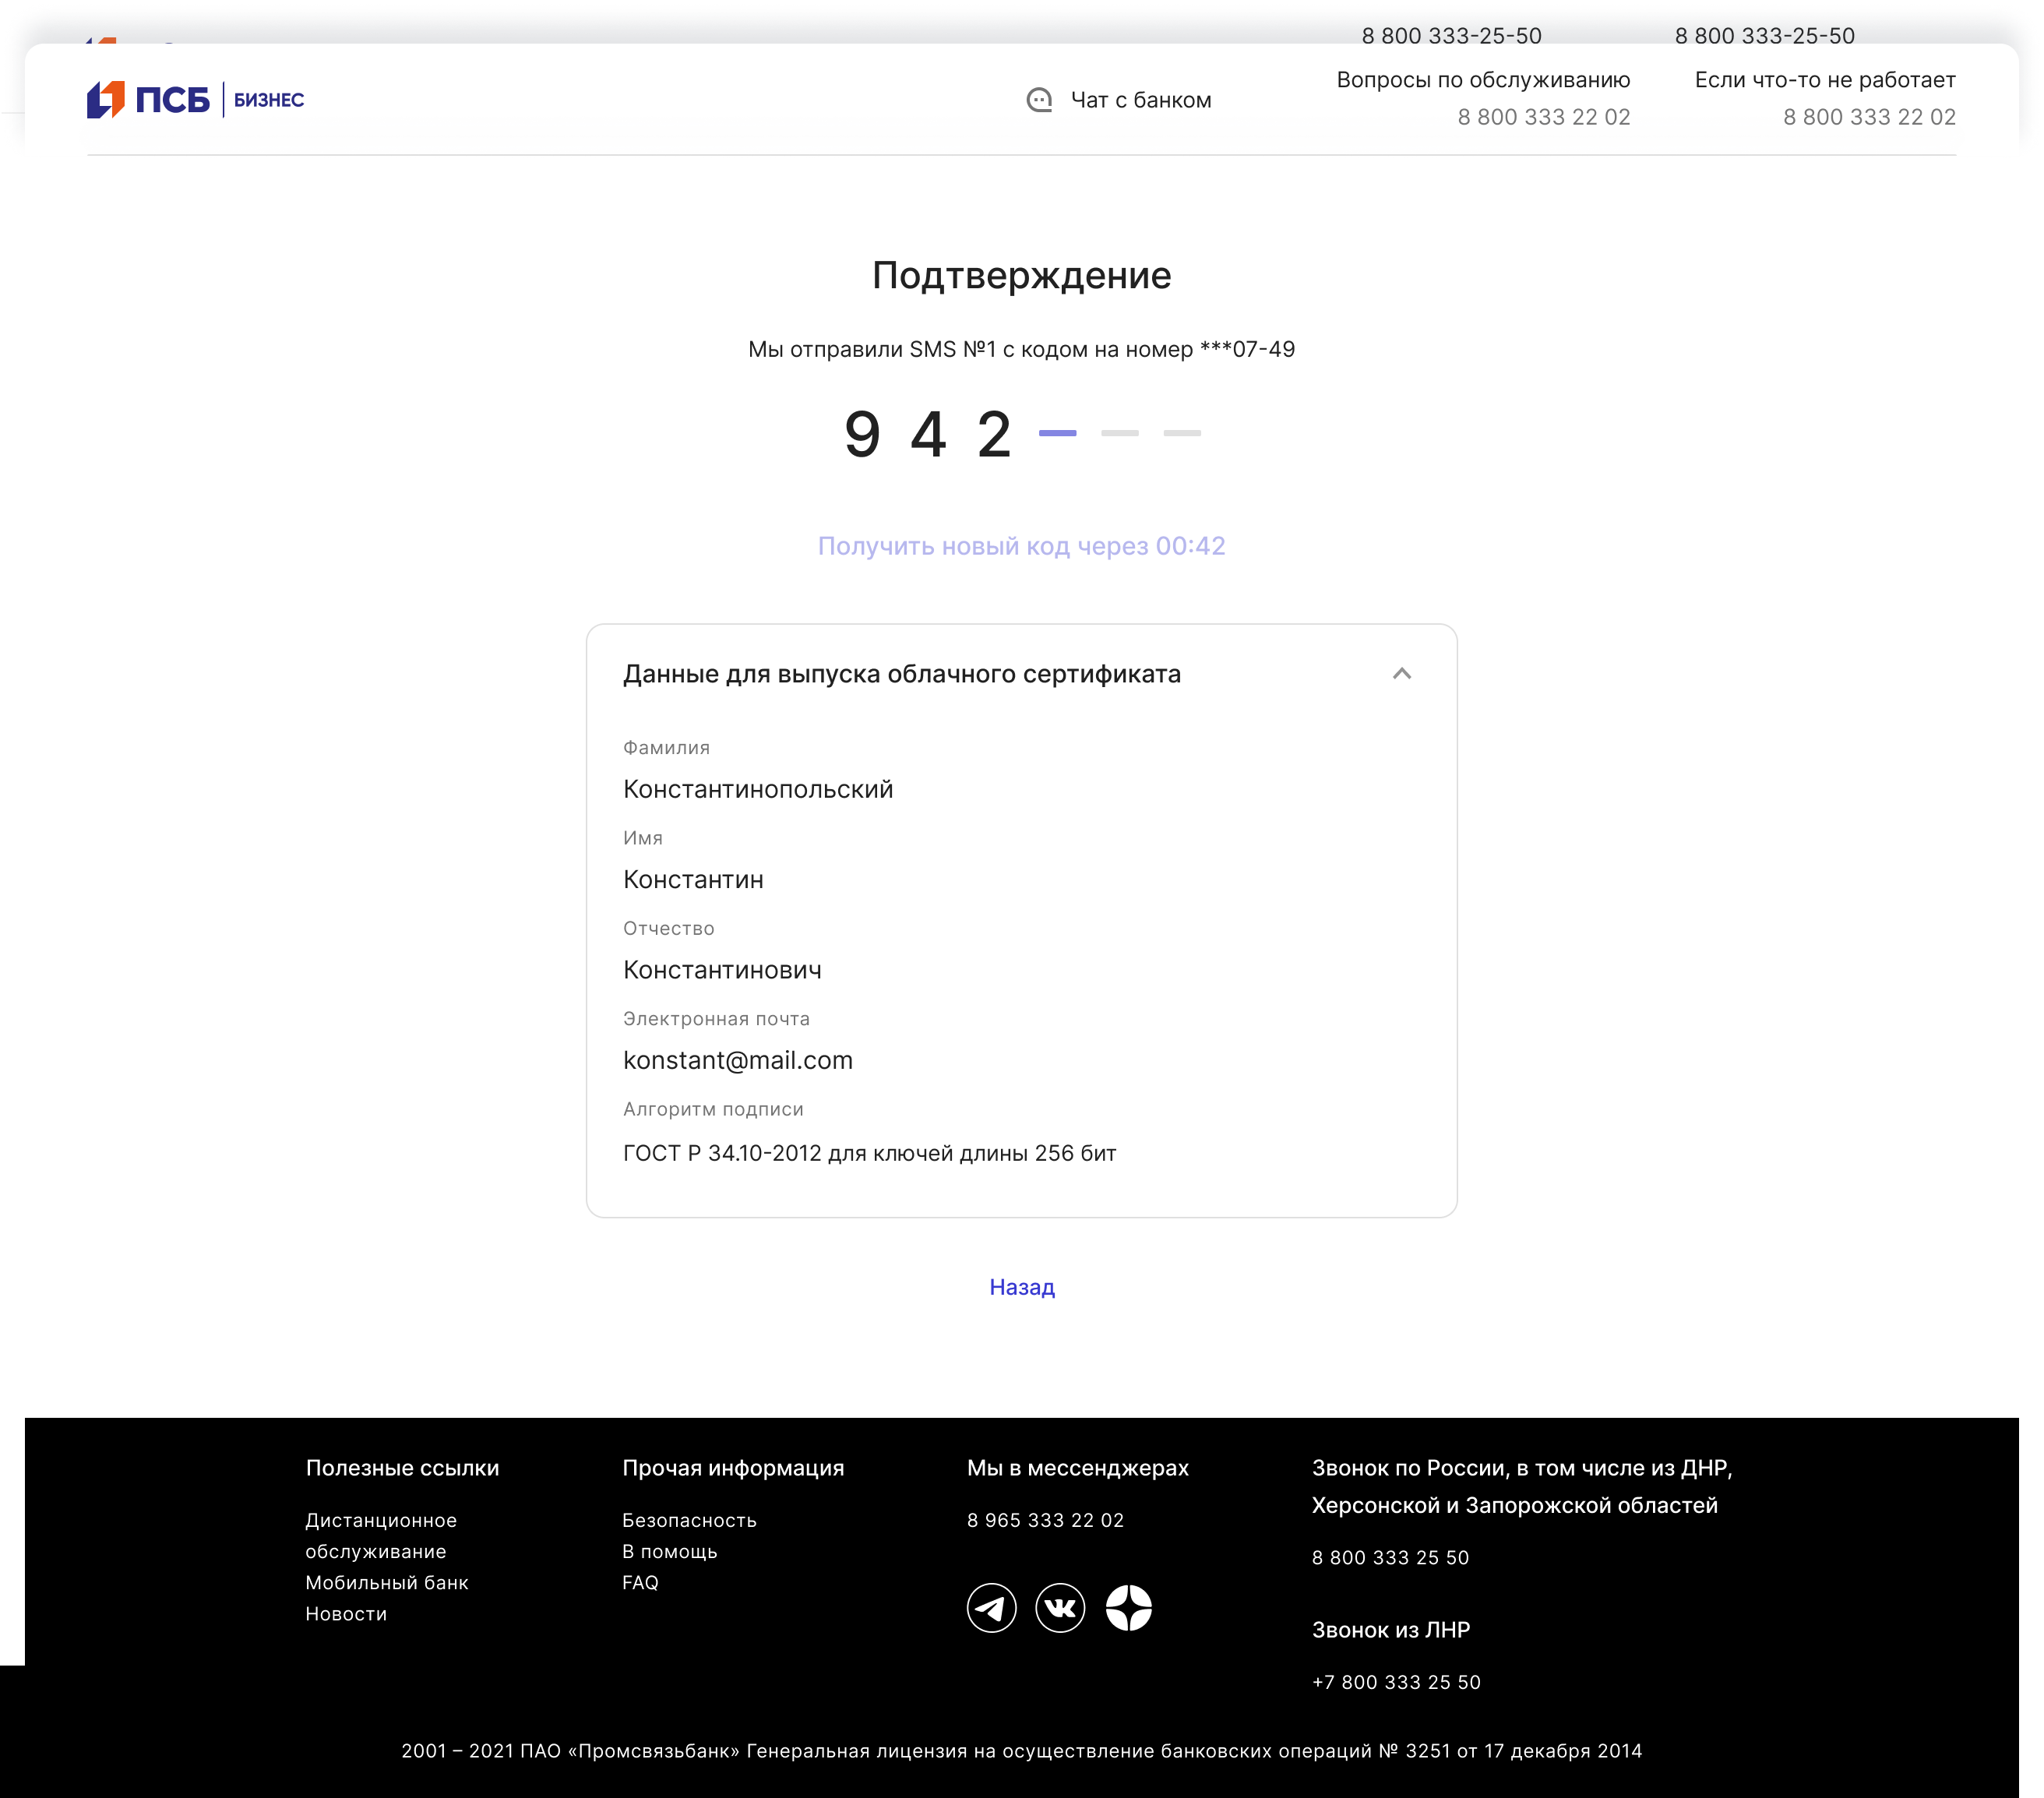 8 800 333-25-50
8 800 333-25-50
ПСБ
БИЗНЕС
Чат с банком
Вопросы по обслуживанию
8 800 333 22 02
Если что-то не работает
8 800 333 22 02
Подтверждение
Мы отправили SMS №1 с кодом на номер ***07-49
9 4 2
Получить новый код через 00:42
Данные для выпуска облачного сертификата
Фамилия
Константинопольский
Имя
Константин
Отчество
Константинович
Электронная почта
konstant@mail.com
Алгоритм подписи
ГОСТ Р 34.10-2012 для ключей длины 256 бит
Назад
Полезные ссылки
Дистанционное
обслуживание
Мобильный банк
Новости
Прочая информация
Безопасность
В помощь
FAQ
Мы в мессенджерах
8 965 333 22 02
Звонок по России, в том числе из ДНР,
Херсонской и Запорожской областей
8 800 333 25 50
Звонок из ЛНР
+7 800 333 25 50
2001 – 2021 ПАО «Промсвязьбанк» Генеральная лицензия на осуществление банковских операций № 3251 от 17 декабря 2014